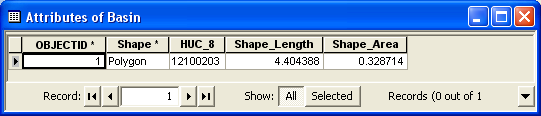 Attributes of Basin
OBJECTID * Shape * HUC_8 Shape_Length Shape_Area
1 Polygon 12100203 4.404388 0.328714
Record: 1 Show: All Selected Records (0 out of 1